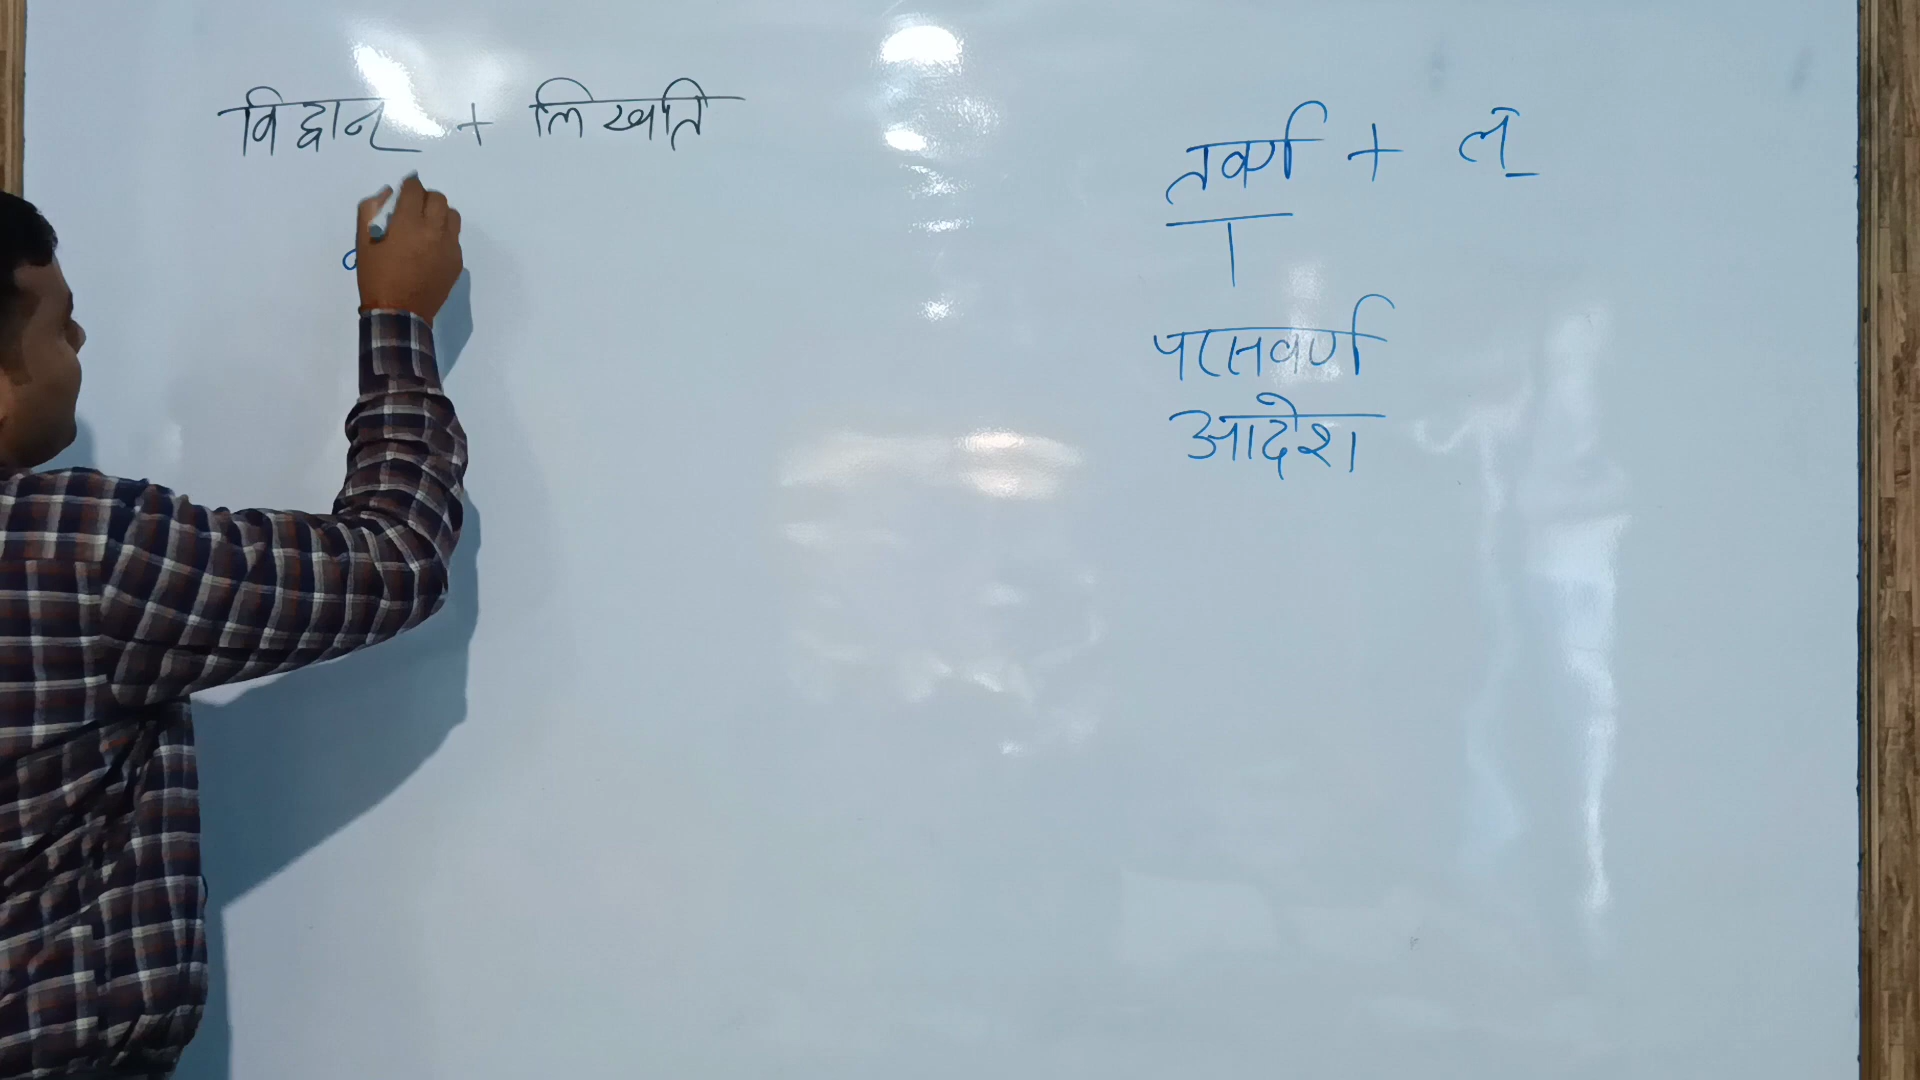 विद्वान् + लिखति
तवर्ग + ल्
परसवर्ण
आदेश